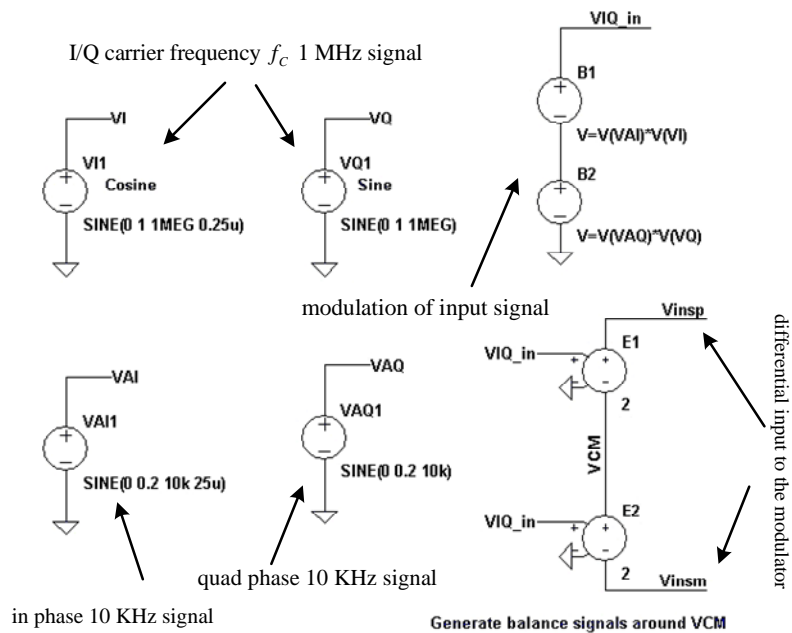 VIQ_in
I/Q carrier frequency fC 1 MHz signal
B1
VI
VQ
V=V(VAI)*V(VI)
VI1
VQ1
Cosine
Sine
B2
SINE(0 1 1MEG 0.25u)
SINE(0 1 1MEG)
V=V(VAQ)*V(VQ)
modulation of input signal
Vinsp
differential input to the modulator
E1
VIQ_in
VAI
VAQ
2
VAI1
VAQ1
VCM
SINE(0 0.2 10k 25u)
SINE(0 0.2 10k)
E2
VIQ_in
quad phase 10 KHz signal
2
Vinsm
in phase 10 KHz signal
Generate balance signals around VCM